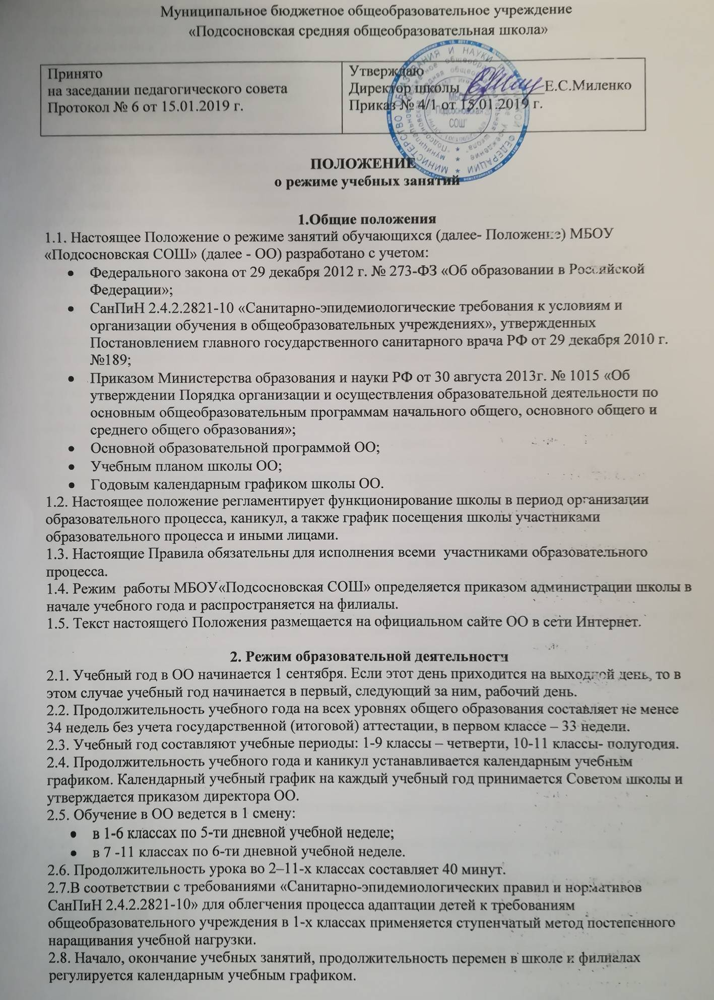 Муниципальное бюджетное общеобразовательное учреждение
«Подсосновская средняя общеобразовательная школа»
Принято
на заседании педагогического совета
Протокол № 6 от 15.01.2019 г.
Утверждаю
Директор школы Е.С.Миленко
Приказ № 4/1 от 15.01.2019 г.
МИНИСТЕРСТВО ОБРАЗОВАНИЯ И НАУКИ РОССИЙСКОЙ ФЕДЕРАЦИИ
МБОУ
"Подсосновская
СОШ"
ПОЛОЖЕНИЕ
о режиме учебных занятий
1.Общие положения
1.1. Настоящее Положение о режиме занятий обучающихся (далее- Положение) МБОУ
«Подсосновская СОШ» (далее - ОО) разработано с учетом:
• Федерального закона от 29 декабря 2012 г. № 273-ФЗ «Об образовании в Российской
Федерации»;
• СанПиН 2.4.2.2821-10 «Санитарно-эпидемиологические требования к условиям и
организации обучения в общеобразовательных учреждениях», утвержденных
Постановлением главного государственного санитарного врача РФ от 29 декабря 2010 г.
№189;
• Приказом Министерства образования и науки РФ от 30 августа 2013г. № 1015 «Об
утверждении Порядка организации и осуществления образовательной деятельности по
основным общеобразовательным программам начального общего, основного общего и
среднего общего образования»;
• Основной образовательной программой ОО;
• Учебным планом школы ОО;
• Годовым календарным графиком школы ОО.
1.2. Настоящее положение регламентирует функционирование школы в период организации
образовательного процесса, каникул, а также график посещения школы участниками
образовательного процесса и иными лицами.
1.3. Настоящие Правила обязательны для исполнения всеми  участниками образовательного
процесса.
1.4. Режим  работы МБОУ«Подсосновская СОШ» определяется приказом администрации школы в
начале учебного года и распространяется на филиалы.
1.5. Текст настоящего Положения размещается на официальном сайте ОО в сети Интернет.
2. Режим образовательной деятельности
2.1. Учебный год в ОО начинается 1 сентября. Если этот день приходится на выходной день, то в
этом случае учебный год начинается в первый, следующий за ним, рабочий день.
2.2. Продолжительность учебного года на всех уровнях общего образования составляет не менее
34 недель без учета государственной (итоговой) аттестации, в первом классе – 33 недели.
2.3. Учебный год составляют учебные периоды: 1-9 классы – четверти, 10-11 классы- полугодия.
2.4. Продолжительность учебного года и каникул устанавливается календарным учебным
графиком. Календарный учебный график на каждый учебный год принимается Советом школы и
утверждается приказом директора ОО.
2.5. Обучение в ОО ведется в 1 смену:
• в 1-6 классах по 5-ти дневной учебной неделе;
• в 7 -11 классах по 6-ти дневной учебной неделе.
2.6. Продолжительность урока во 2–11-х классах составляет 40 минут.
2.7.В соответствии с требованиями «Санитарно-эпидемиологических правил и нормативов
СанПиН 2.4.2.2821-10» для облегчения процесса адаптации детей к требованиям
общеобразовательного учреждения в 1-х классах применяется ступенчатый метод постепенного
наращивания учебной нагрузки.
2.8. Начало, окончание учебных занятий, продолжительность перемен в школе и филиалах
регулируется календарным учебным графиком.